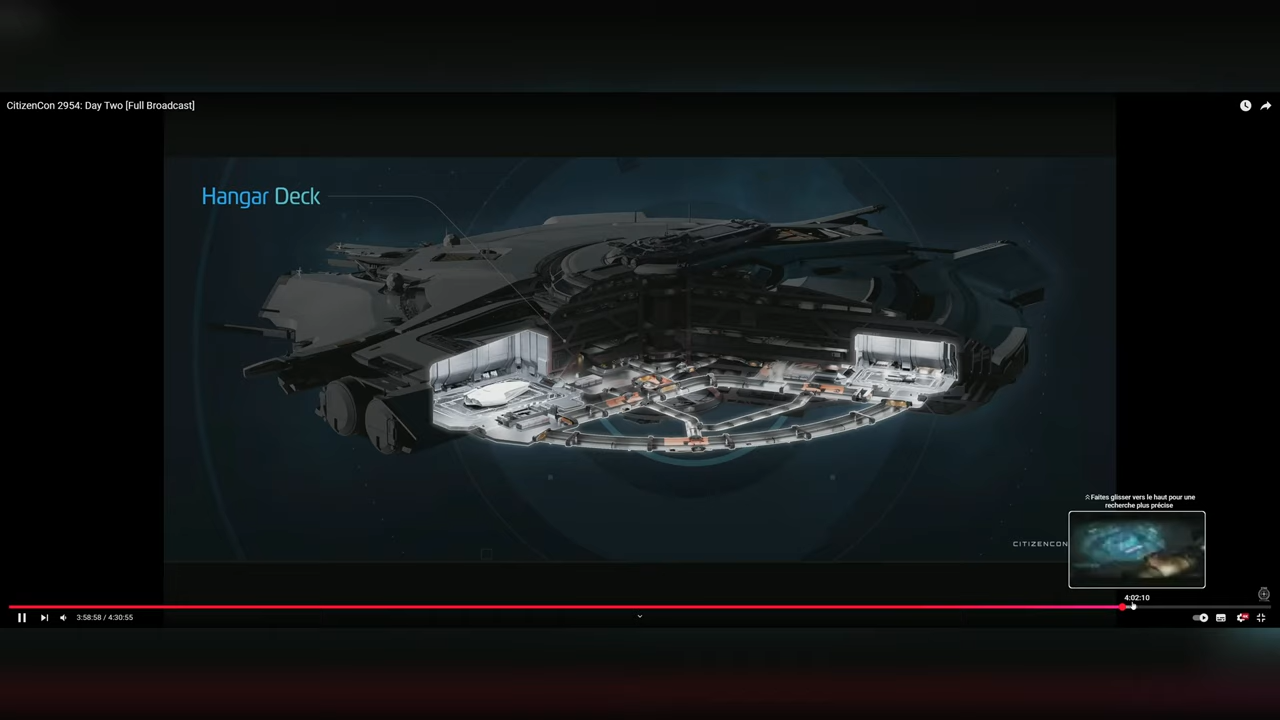 CitizenCon 2954: Day Two [Full Broadcast]
Hangar Deck
Faites glisser vers le haut pour une
recherche plus précise
CITIZENCON
4:02:10
3:58:58 / 4:30:55